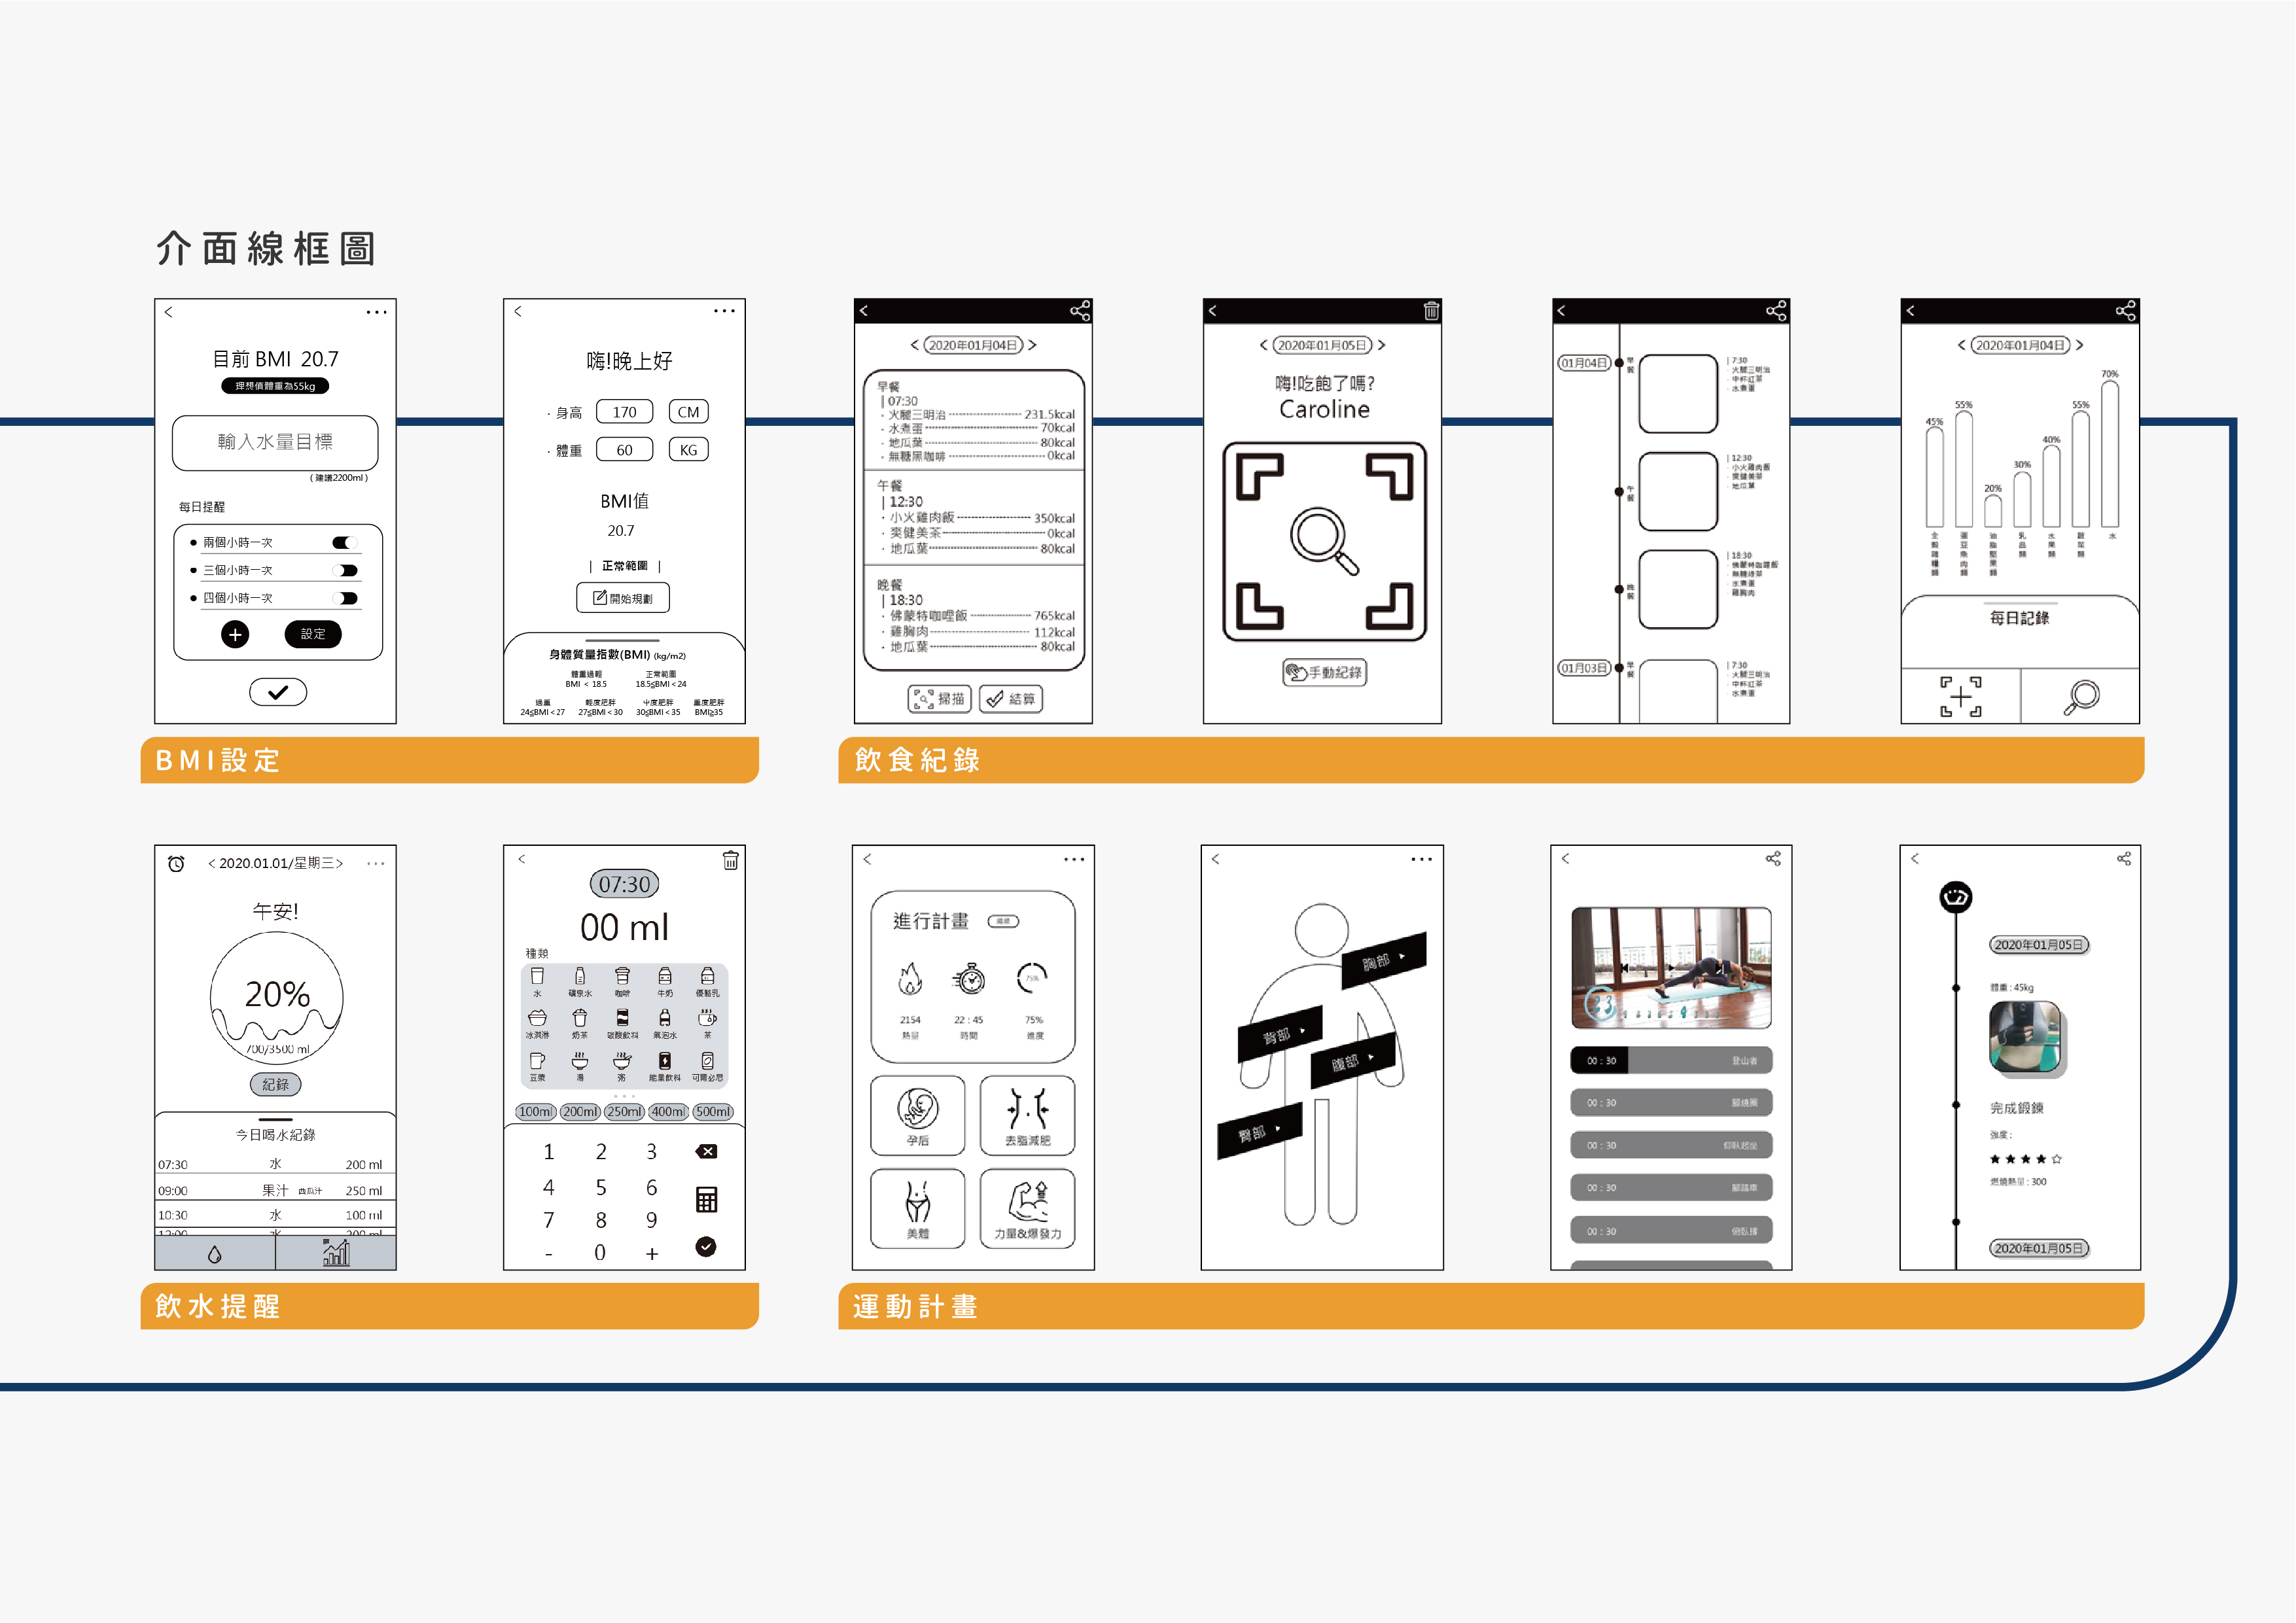 介面線框圖
目前 BMI 20.7
理想值體重為55kg
輸入水量目標
(建議2200ml)
每日提醒
兩個小時一次
三個小時一次
四個小時一次
+ 設定
嗨!晚上好
· 身高 170 CM
· 體重 60 KG
BMI值
20.7
| 正常範圍 |
開始規劃
身體質量指數(BMI) (kg/m2)
體重過輕 正常範圍
BMI < 18.5 18.5≦BMI<24
過重 輕度肥胖 中度肥胖 重度肥胖
24≦BMI<27 27≦BMI<30 30≦BMI<35 BMI≧35
BMI設定
< 2020年01月04日 >
早餐
| 07:30
· 火腿三明治 231.5kcal
· 水煮蛋 70kcal
· 地瓜葉 80kcal
· 無糖黑咖啡 0kcal
午餐
| 12:30
· 小火雞肉飯 350kcal
· 爽健美茶 0kcal
· 地瓜葉 80kcal
晚餐
| 18:30
· 佛蒙特咖哩飯 765kcal
· 雞胸肉 112kcal
· 地瓜葉 80kcal
掃描 結算
< 2020年01月05日 >
嗨!吃飽了嗎?
Caroline
手動紀錄
01月04日
早餐
| 7:30
· 火腿三明治
· 中杯紅茶
· 水煮蛋
午餐
| 12:30
· 小火雞肉飯
· 爽健美茶
· 地瓜葉
晚餐
| 18:30
· 佛蒙特咖哩飯
· 無糖綠茶
· 水煮蛋
· 雞胸肉
01月03日
早餐
| 7:30
· 火腿三明治
· 中杯紅茶
· 水煮蛋
< 2020年01月04日 >
45% 55% 20% 30% 40% 55% 70%
全穀雜糧類 蛋豆魚肉類 油脂堅果類 乳品類 水果類 蔬菜類 水
每日記錄
飲食紀錄
< 2020.01.01/星期三>
午安!
20%
700/3500 ml
紀錄
今日喝水紀錄
07:30 水 200 ml
09:00 果汁 西瓜汁 250 ml
10:30 水 100 ml
12:00 水 200 ml
07:30
00 ml
種類
水 礦泉水 咖啡 牛奶 優酪乳
冰淇淋 奶茶 碳酸飲料 氣泡水 茶
豆漿 湯 粥 能量飲料 可爾必思
100ml 200ml 250ml 400ml 500ml
1 2 3
4 5 6
7 8 9
- 0 +
飲水提醒
進行計畫 繼續
75%
2154 22 : 45 75%
熱量 時間 進度
孕后 去脂減肥
美體 力量&爆發力
胸部
背部
腹部
臀部
23
00 : 30 登山者
00 : 30 腳繞圈
00 : 30 仰臥起坐
00 : 30 腳踏車
00 : 30 俯臥撐
2020年01月05日
體重 : 45kg
完成鍛鍊
強度 :
★★★★☆
燃燒熱量 : 300
2020年01月05日
運動計畫